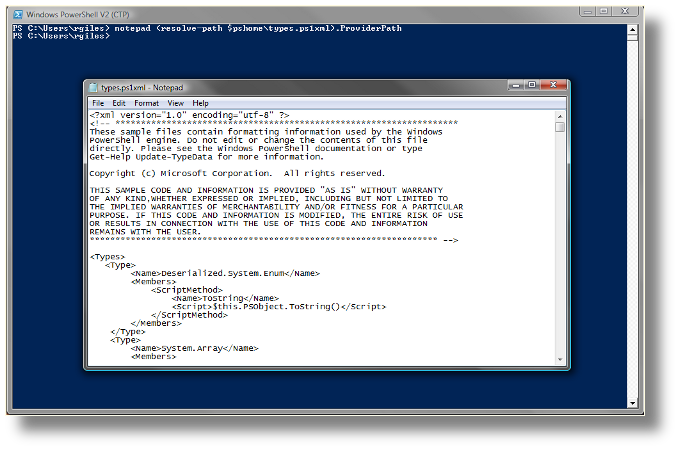 Windows PowerShell V2 (CTP)
PS C:\Users\rgiles> notepad (resolve-path $pshome\types.ps1xml).ProviderPath
PS C:\Users\rgiles>
types.ps1xml - Notepad
File Edit Format View Help
<?xml version="1.0" encoding="utf-8" ?>
<!-- *******************************************************************
These sample files contain formatting information used by the Windows
PowerShell engine. Do not edit or change the contents of this file
directly. Please see the Windows PowerShell documentation or type
Get-Help Update-TypeData for more information.
Copyright (c) Microsoft Corporation.  All rights reserved.
THIS SAMPLE CODE AND INFORMATION IS PROVIDED "AS IS" WITHOUT WARRANTY
OF ANY KIND,WHETHER EXPRESSED OR IMPLIED, INCLUDING BUT NOT LIMITED TO
THE IMPLIED WARRANTIES OF MERCHANTABILITY AND/OR FITNESS FOR A PARTICULAR
PURPOSE. IF THIS CODE AND INFORMATION IS MODIFIED, THE ENTIRE RISK OF USE
OR RESULTS IN CONNECTION WITH THE USE OF THIS CODE AND INFORMATION
REMAINS WITH THE USER.
******************************************************************** -->
<Types>
<Type>
<Name>Deserialized.System.Enum</Name>
<Members>
<ScriptMethod>
<Name>ToString</Name>
<Script>$this.PSObject.ToString()</Script>
</ScriptMethod>
</Members>
</Type>
<Type>
<Name>System.Array</Name>
<Members>